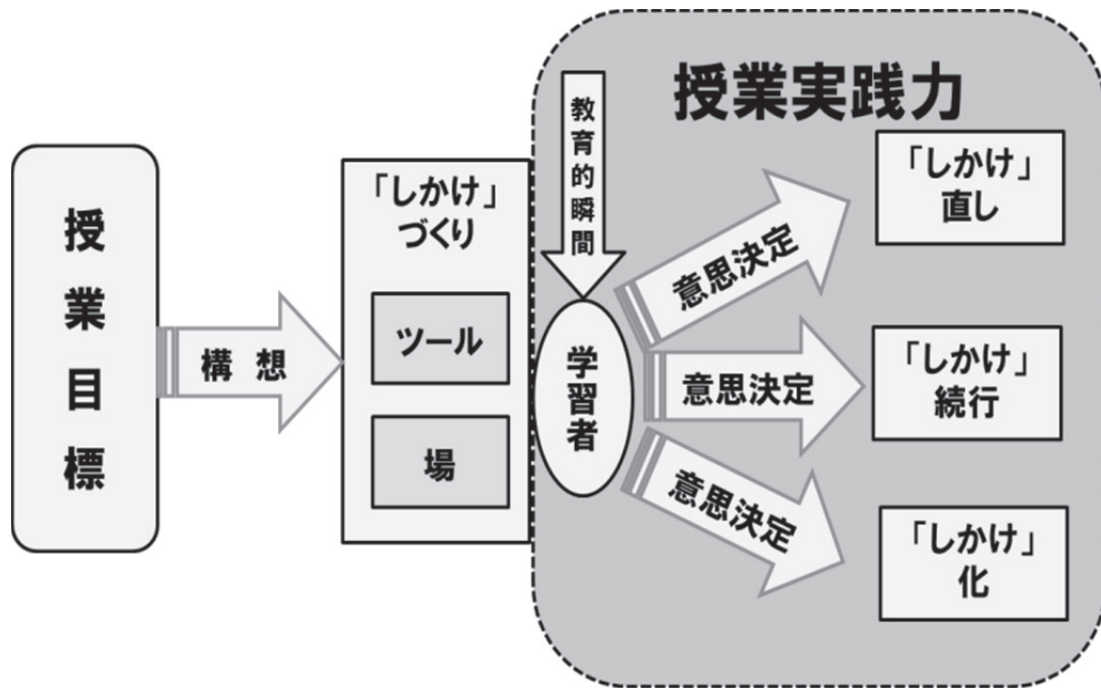 授業目標
構想
「しかけ」
づくり
ツール
場
授業実践力
教育的瞬間
学習者
意思決定
「しかけ」
直し
意思決定
「しかけ」
続行
意思決定
「しかけ」
化